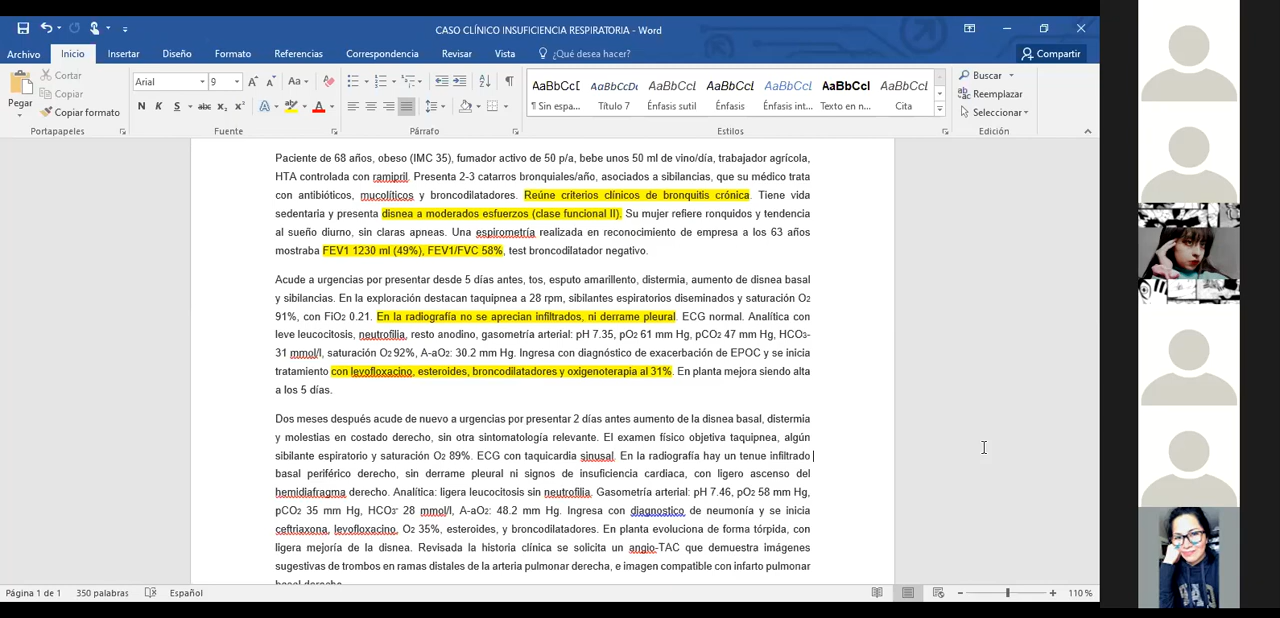 CASO CLÍNICO INSUFICIENCIA RESPIRATORIA - Word
Archivo Inicio Insertar Diseño Formato Referencias Correspondencia Revisar Vista ¿Qué desea hacer? Compartir
Pegar
Cortar
Copiar
Copiar formato
Portapapeles
Arial 9
N K S abc x₂ x²
Fuente
Párrafo
AaBbCcI AaBbCcDc AaBbCcl AaBbCcl AaBbCcl AaBbCcl AaBbCcl
¶ Sin espa... Título 7 Énfasis sutil Énfasis Énfasis int... Texto en n... Cita
Estilos
Buscar
Reemplazar
Seleccionar
Edición
Paciente de 68 años, obeso (IMC 35), fumador activo de 50 p/a, bebe unos 50 ml de vino/día, trabajador agrícola,
HTA controlada con ramipril. Presenta 2-3 catarros bronquiales/año, asociados a sibilancias, que su médico trata
con antibióticos, mucolíticos y broncodilatadores. Reúne criterios clínicos de bronquitis crónica. Tiene vida
sedentaria y presenta disnea a moderados esfuerzos (clase funcional II). Su mujer refiere ronquidos y tendencia
al sueño diurno, sin claras apneas. Una espirometría realizada en reconocimiento de empresa a los 63 años
mostraba FEV1 1230 ml (49%), FEV1/FVC 58%, test broncodilatador negativo.
Acude a urgencias por presentar desde 5 días antes, tos, esputo amarillento, distermia, aumento de disnea basal
y sibilancias. En la exploración destacan taquipnea a 28 rpm, sibilantes espiratorios diseminados y saturación O₂
91%, con FiO₂ 0.21. En la radiografía no se aprecian infiltrados, ni derrame pleural. ECG normal. Analítica con
leve leucocitosis, neutrofilia, resto anodino, gasometría arterial: pH 7.35, pO₂ 61 mm Hg, pCO₂ 47 mm Hg, HCO₃-
31 mmol/l, saturación O₂ 92%, A-aO₂: 30.2 mm Hg. Ingresa con diagnóstico de exacerbación de EPOC y se inicia
tratamiento con levofloxacino, esteroides, broncodilatadores y oxigenoterapia al 31%. En planta mejora siendo alta
a los 5 días.
Dos meses después acude de nuevo a urgencias por presentar 2 días antes aumento de la disnea basal, distermia
y molestias en costado derecho, sin otra sintomatología relevante. El examen físico objetiva taquipnea, algún
sibilante espiratorio y saturación O₂ 89%. ECG con taquicardia sinusal. En la radiografía hay un tenue infiltrado
basal periférico derecho, sin derrame pleural ni signos de insuficiencia cardiaca, con ligero ascenso del
hemidiafragma derecho. Analítica: ligera leucocitosis sin neutrofilia. Gasometría arterial: pH 7.46, pO₂ 58 mm Hg,
pCO₂ 35 mm Hg, HCO₃⁻ 28 mmol/l, A-aO₂: 48.2 mm Hg. Ingresa con diagnostico de neumonía y se inicia
ceftriaxona, levofloxacino, O₂ 35%, esteroides, y broncodilatadores. En planta evoluciona de forma tórpida, con
ligera mejoría de la disnea. Revisada la historia clínica se solicita un angio-TAC que demuestra imágenes
sugestivas de trombos en ramas distales de la arteria pulmonar derecha, e imagen compatible con infarto pulmonar
basal derecho.
Página 1 de 1 350 palabras Español 110 %